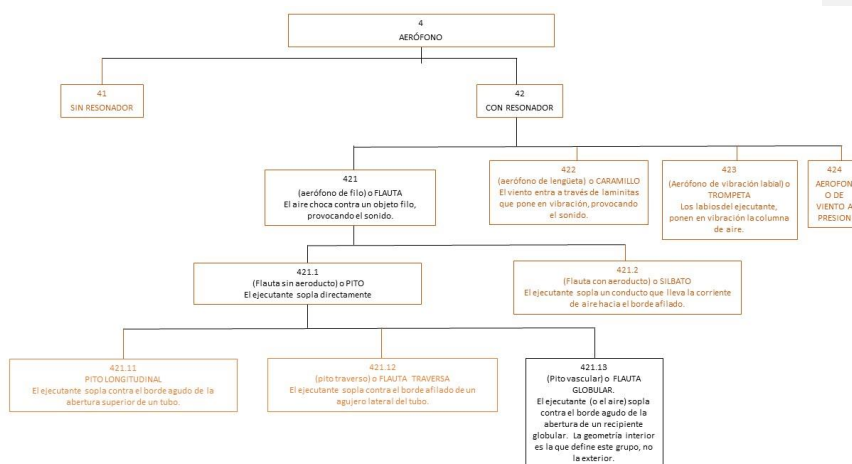 4
AERÓFONO
41
SIN RESONADOR
42
CON RESONADOR
421
(aerófono de filo) o FLAUTA
El aire choca contra un objeto filo,
provocando el sonido.
422
(aerófono de lengüeta) o CARAMILLO
El viento entra a través de laminitas
que pone en vibración, provocando
el sonido.
423
(Aerófono de vibración labial) o
TROMPETA
Los labios del ejecutante,
ponen en vibración la columna
de aire.
424
AEROFON
O DE
VIENTO A
PRESION
421.1
(Flauta sin aeroducto) o PITO
El ejecutante sopla directamente
421.2
(Flauta con aeroducto) o SILBATO
El ejecutante sopla un conducto que lleva la corriente
de aire hacia el borde afilado.
421.11
PITO LONGITUDINAL
El ejecutante sopla contra el borde agudo de la
abertura superior de un tubo.
421.12
(pito traverso) o FLAUTA TRAVERSA
El ejecutante sopla contra el borde afilado de un
agujero lateral del tubo.
421.13
(Pito vascular) o FLAUTA
GLOBULAR.
El ejecutante (o el aire) sopla
contra el borde agudo de la
abertura de un recipiente
globular. La geometría interior
es la que define este grupo, no
la exterior.